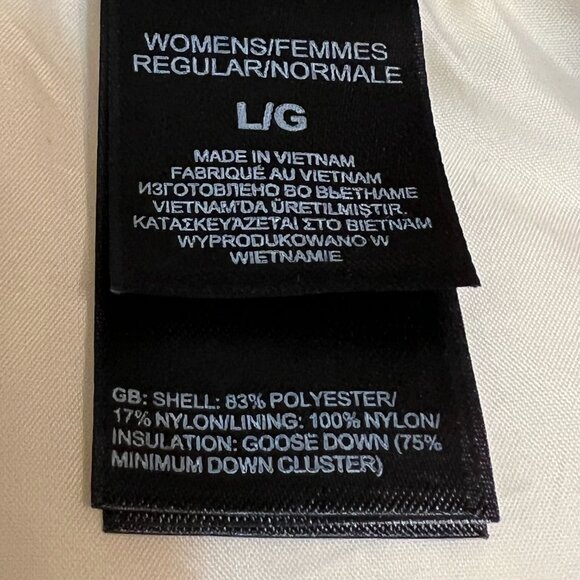 WOMENS/FEMMES
REGULAR/NORMALE
L/G
MADE IN VIETNAM
FABRIQUÉ AU VIETNAM
ИЗГОТОВЛЕНО ВО ВЬЕТНАМЕ
VIETNAM'DA ÜRETILMISTIR.
ΚΑΤΑΣΚΕΥΑΖΕΤΑΙ ΣΤΟ ΒΙΕΤΝΑΜ
WYPRODUKOWANO W
WIETNAMIE
GB: SHELL: 83% POLYESTER/
17% NYLON/LINING: 100% NYLON/
INSULATION: GOOSE DOWN (75%
MINIMUM DOWN CLUSTER)